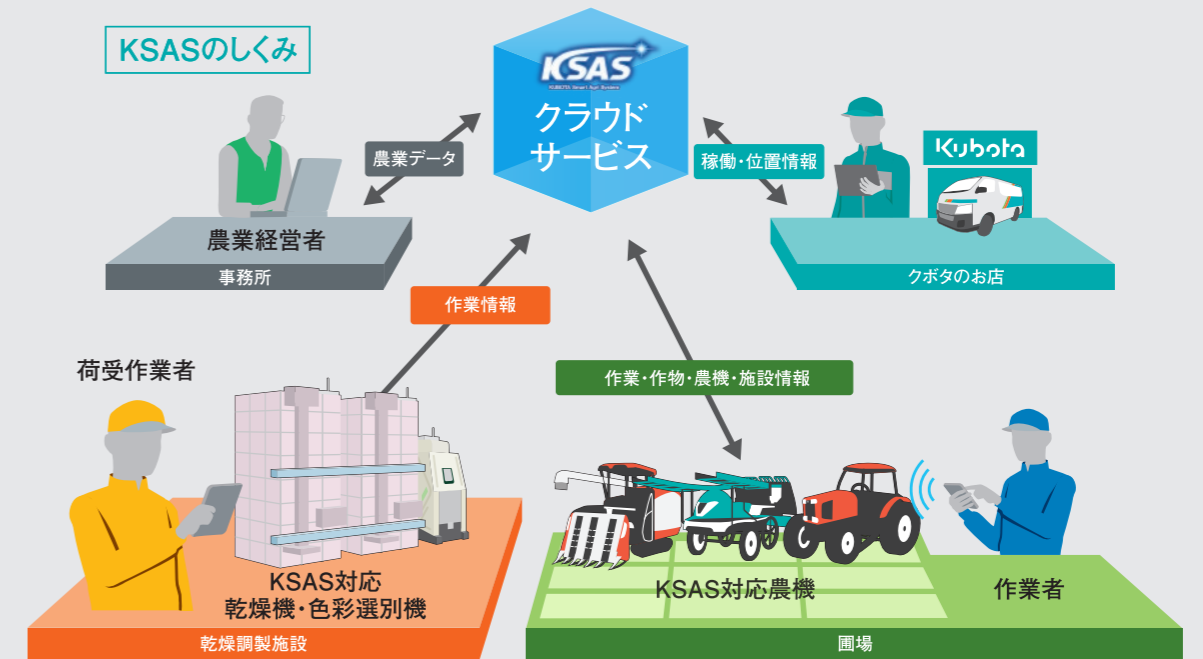 KSASのしくみ
KSAS
KUBOTA Smart Agri System
クラウド
サービス
農業データ
稼働・位置情報
Kubota
農業経営者
事務所
クボタのお店
作業情報
荷受作業者
作業・作物・農機・施設情報
KSAS対応
乾燥機・色彩選別機
乾燥調製施設
KSAS対応農機
作業者
圃場